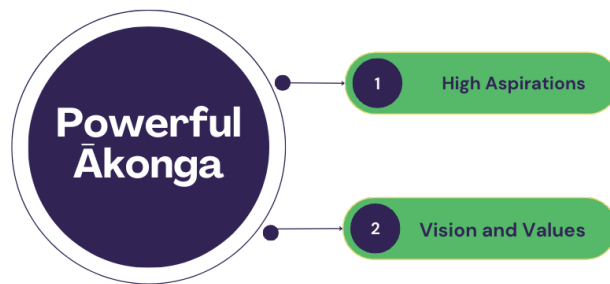 Powerful
Ākonga
1
High Aspirations
2
Vision and Values